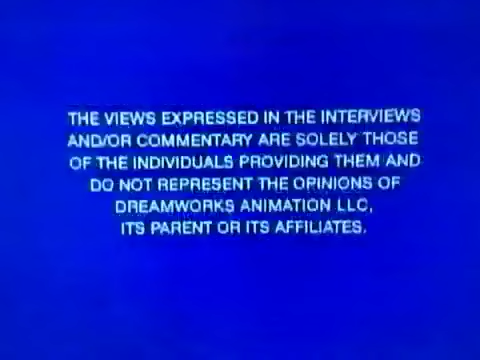 THE VIEWS EXPRESSED IN THE INTERVIEWS
AND/OR COMMENTARY ARE SOLELY THOSE
OF THE INDIVIDUALS PROVIDING THEM AND
DO NOT REPRESENT THE OPINIONS OF
DREAMWORKS ANIMATION LLC,
ITS PARENT OR ITS AFFILIATES.